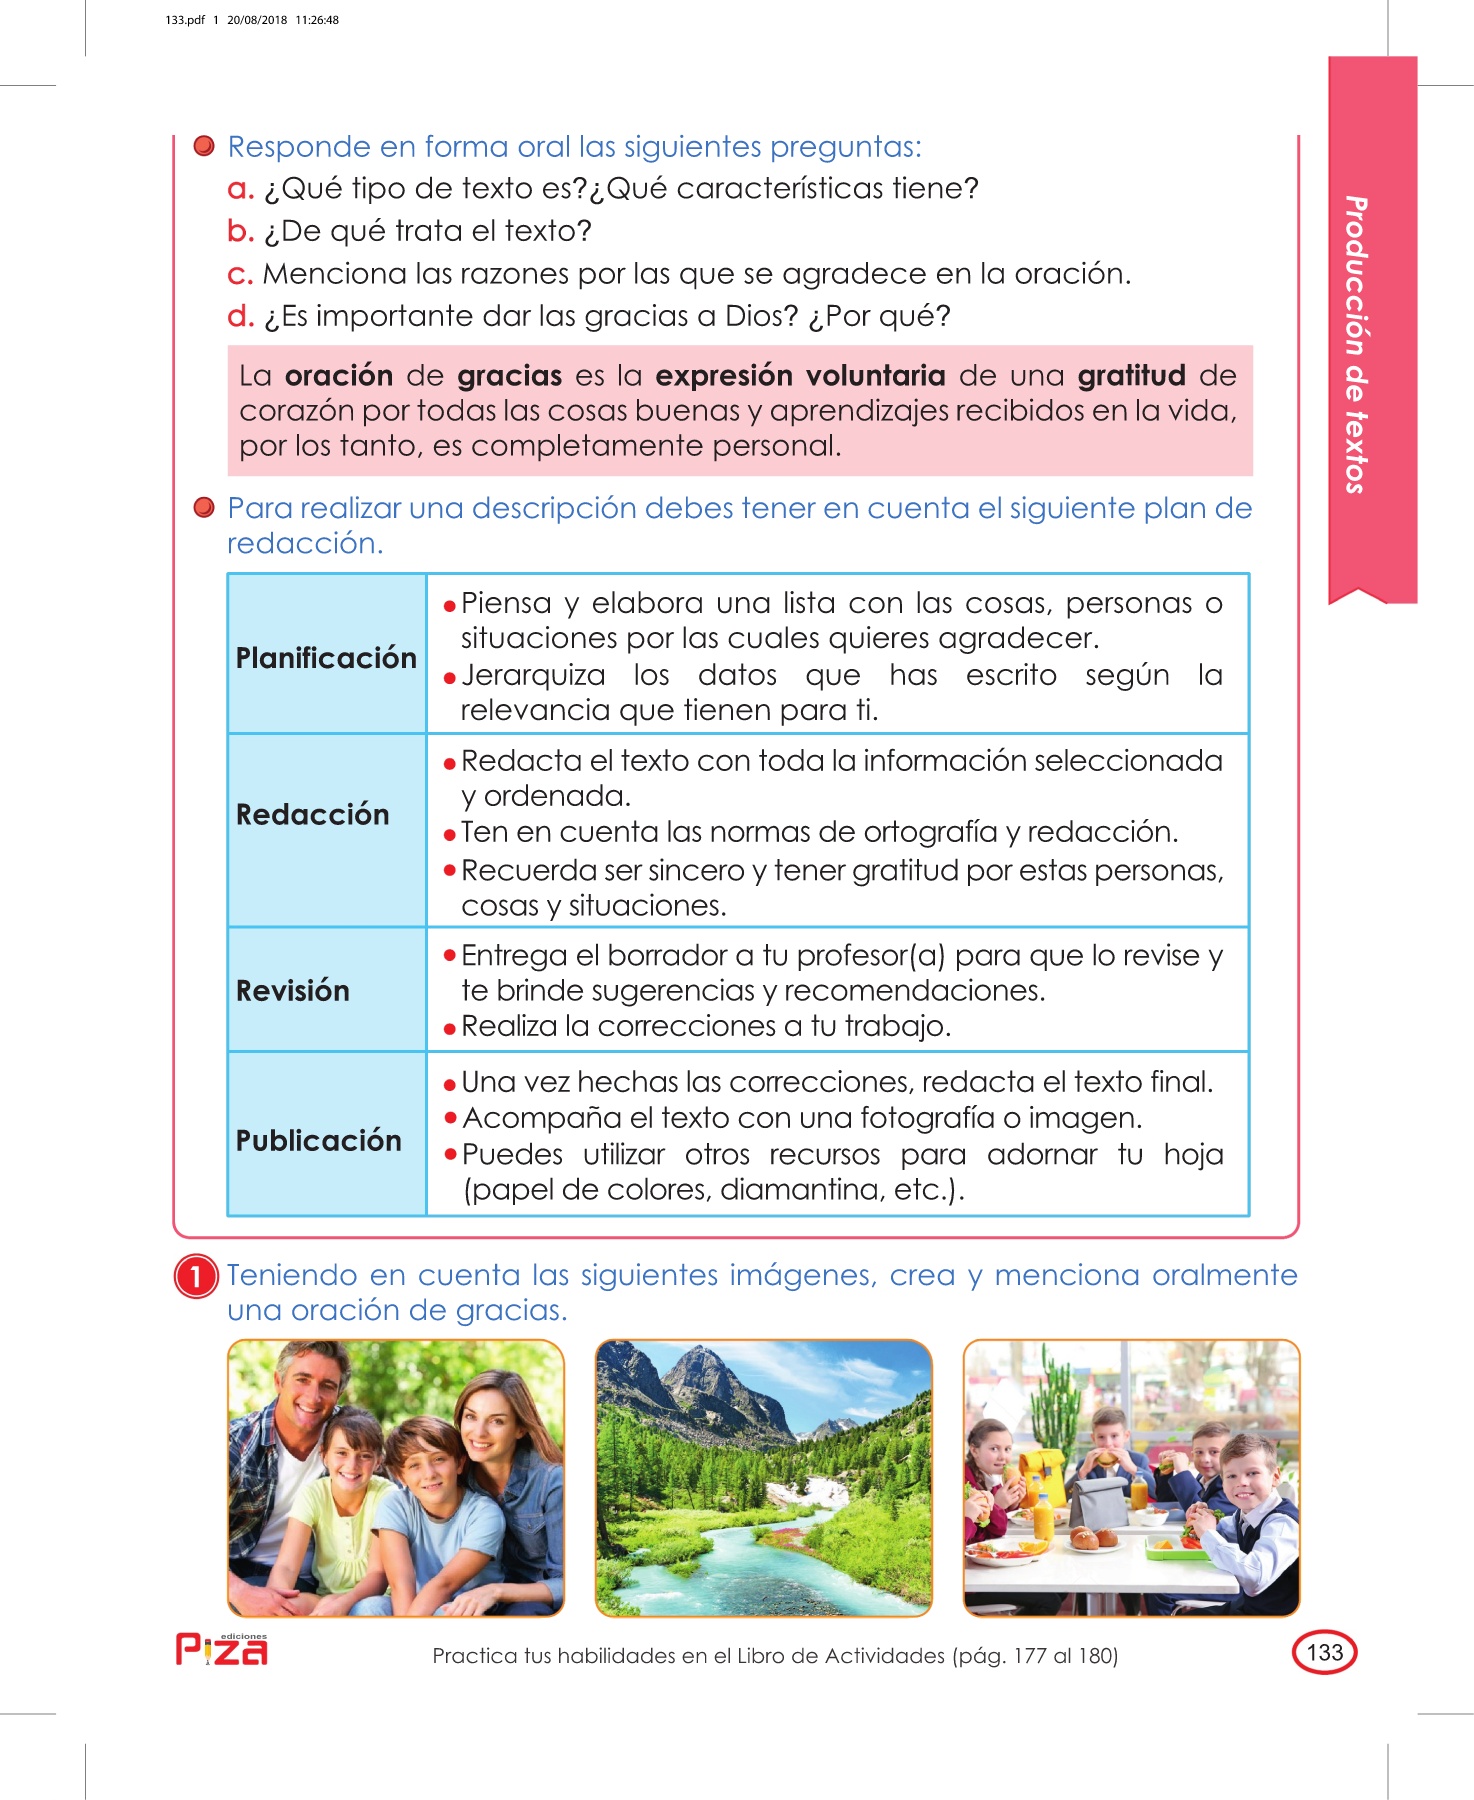 133.pdf 1 20/08/2018 11:26:48
Producción de textos
Responde en forma oral las siguientes preguntas:
a. ¿Qué tipo de texto es?¿Qué características tiene?
b. ¿De qué trata el texto?
c. Menciona las razones por las que se agradece en la oración.
d. ¿Es importante dar las gracias a Dios? ¿Por qué?
La oración de gracias es la expresión voluntaria de una gratitud de
corazón por todas las cosas buenas y aprendizajes recibidos en la vida,
por los tanto, es completamente personal.
Para realizar una descripción debes tener en cuenta el siguiente plan de
redacción.
Planificación
Piensa y elabora una lista con las cosas, personas o
situaciones por las cuales quieres agradecer.
Jerarquiza los datos que has escrito según la
relevancia que tienen para ti.
Redacción
Redacta el texto con toda la información seleccionada
y ordenada.
Ten en cuenta las normas de ortografía y redacción.
Recuerda ser sincero y tener gratitud por estas personas,
cosas y situaciones.
Revisión
Entrega el borrador a tu profesor(a) para que lo revise y
te brinde sugerencias y recomendaciones.
Realiza la correcciones a tu trabajo.
Publicación
Una vez hechas las correcciones, redacta el texto final.
Acompaña el texto con una fotografía o imagen.
Puedes utilizar otros recursos para adornar tu hoja
(papel de colores, diamantina, etc.).
1 Teniendo en cuenta las siguientes imágenes, crea y menciona oralmente
una oración de gracias.
ediciones
Piza
Practica tus habilidades en el Libro de Actividades (pág. 177 al 180)
133